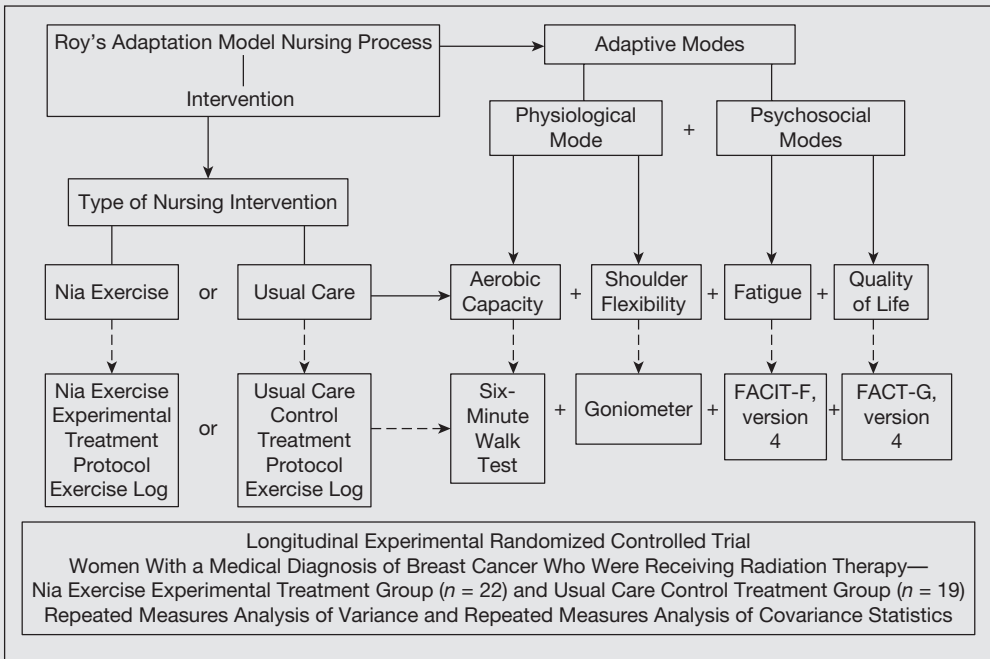 Roy's Adaptation Model Nursing Process
Intervention
Adaptive Modes
Physiological
Mode
+
Psychosocial
Modes
Type of Nursing Intervention
Nia Exercise
or
Usual Care
Aerobic
Capacity
+
Shoulder
Flexibility
+
Fatigue
+
Quality
of Life
Nia Exercise
Experimental
Treatment
Protocol
Exercise Log
or
Usual Care
Control
Treatment
Protocol
Exercise Log
Six-
Minute
Walk
Test
+
Goniometer
+
FACIT-F,
version
4
+
FACT-G,
version
4
Longitudinal Experimental Randomized Controlled Trial
Women With a Medical Diagnosis of Breast Cancer Who Were Receiving Radiation Therapy—
Nia Exercise Experimental Treatment Group (n = 22) and Usual Care Control Treatment Group (n = 19)
Repeated Measures Analysis of Variance and Repeated Measures Analysis of Covariance Statistics